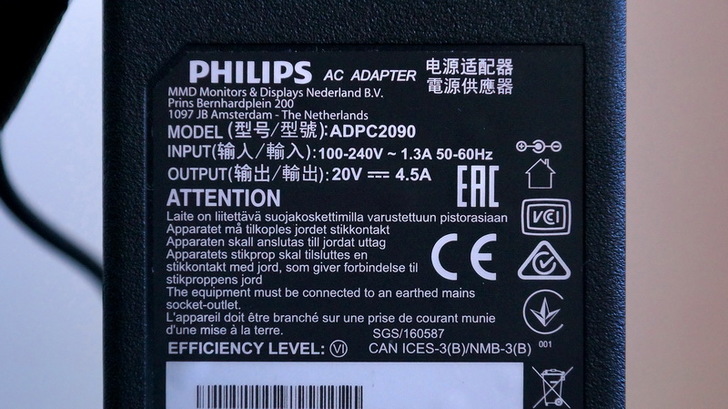 PHILIPS AC ADAPTER 电源适配器
電源供應器
MMD Monitors & Displays Nederland B.V.
Prins Bernhardplein 200
1097 JB Amsterdam - The Netherlands
MODEL (型号/型號):ADPC2090
INPUT(输入/輸入):100-240V ~ 1.3A 50-60Hz
OUTPUT(输出/輸出):20V ⎓ 4.5A
EAC
ATTENTION
Laite on liitettävä suojakoskettimilla varustettuun pistorasiaan
Apparatet må tilkoples jordet stikkontakt
Apparaten skall anslutas till jordat uttag
Apparatets stikprop skal tilsluttes en
stikkontakt med jord, som giver forbindelse til
stikproppens jord
CE
VCI
The equipment must be connected to an earthed mains
socket-outlet.
L'appareil doit être branché sur une prise de courant munie
d'une mise à la terre.
SGS/160587
001
EFFICIENCY LEVEL: VI CAN ICES-3(B)/NMB-3(B)